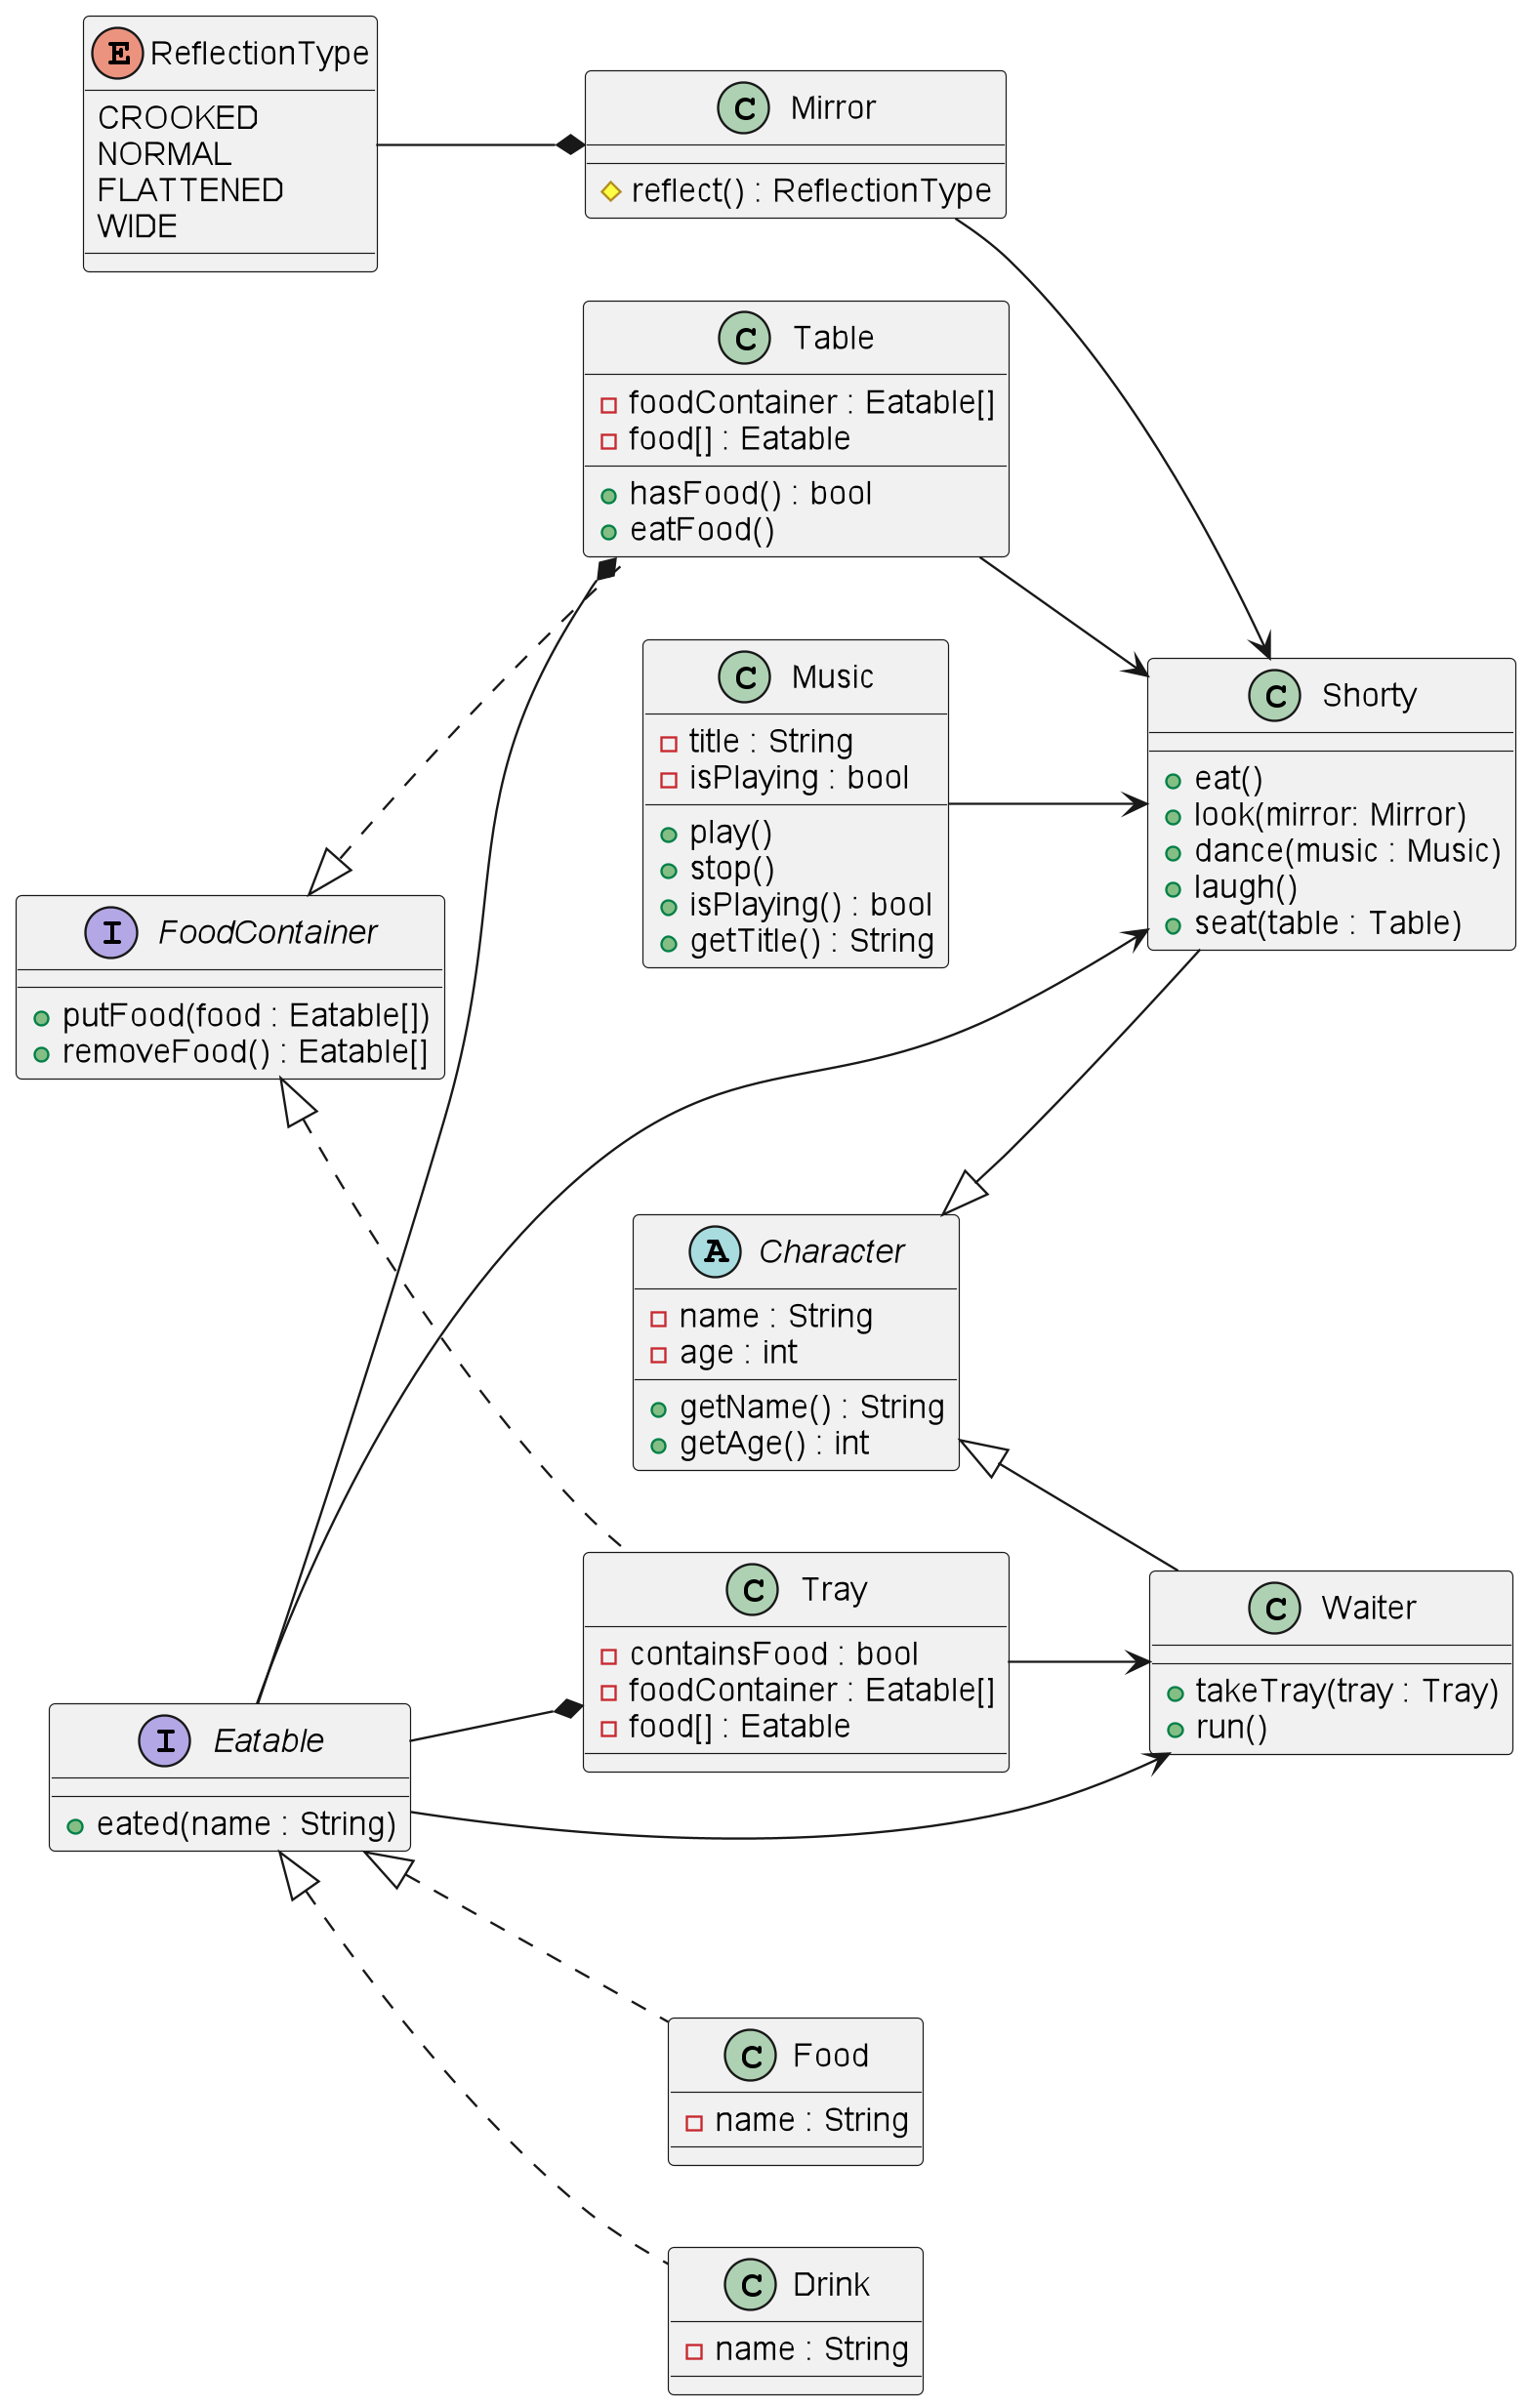 E ReflectionType
CROOKED
NORMAL
FLATTENED
WIDE
C Mirror
reflect() : ReflectionType
C Table
foodContainer : Eatable[]
food[] : Eatable
hasFood() : bool
eatFood()
C Music
title : String
isPlaying : bool
play()
stop()
isPlaying() : bool
getTitle() : String
C Shorty
eat()
look(mirror: Mirror)
dance(music : Music)
laugh()
seat(table : Table)
I FoodContainer
putFood(food : Eatable[])
removeFood() : Eatable[]
A Character
name : String
age : int
getName() : String
getAge() : int
C Tray
containsFood : bool
foodContainer : Eatable[]
food[] : Eatable
C Waiter
takeTray(tray : Tray)
run()
I Eatable
eated(name : String)
C Food
name : String
C Drink
name : String